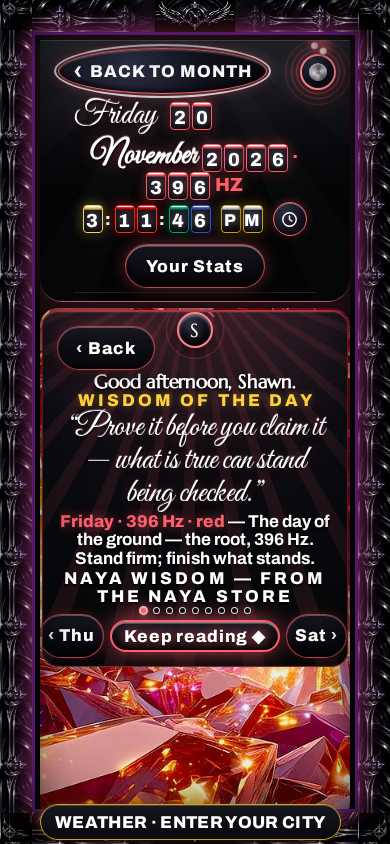 ‹ BACK TO MONTH
Friday 20
November 2026 ·
396 HZ
3:11:46 PM
Your Stats
S
‹ Back
Good afternoon, Shawn.
WISDOM OF THE DAY
“Prove it before you claim it
— what is true can stand
being checked.”
Friday · 396 Hz · red — The day of
the ground — the root, 396 Hz.
Stand firm; finish what stands.
NAYA WISDOM — FROM
THE NAYA STORE
‹ Thu
Keep reading ◆
Sat ›
WEATHER · ENTER YOUR CITY